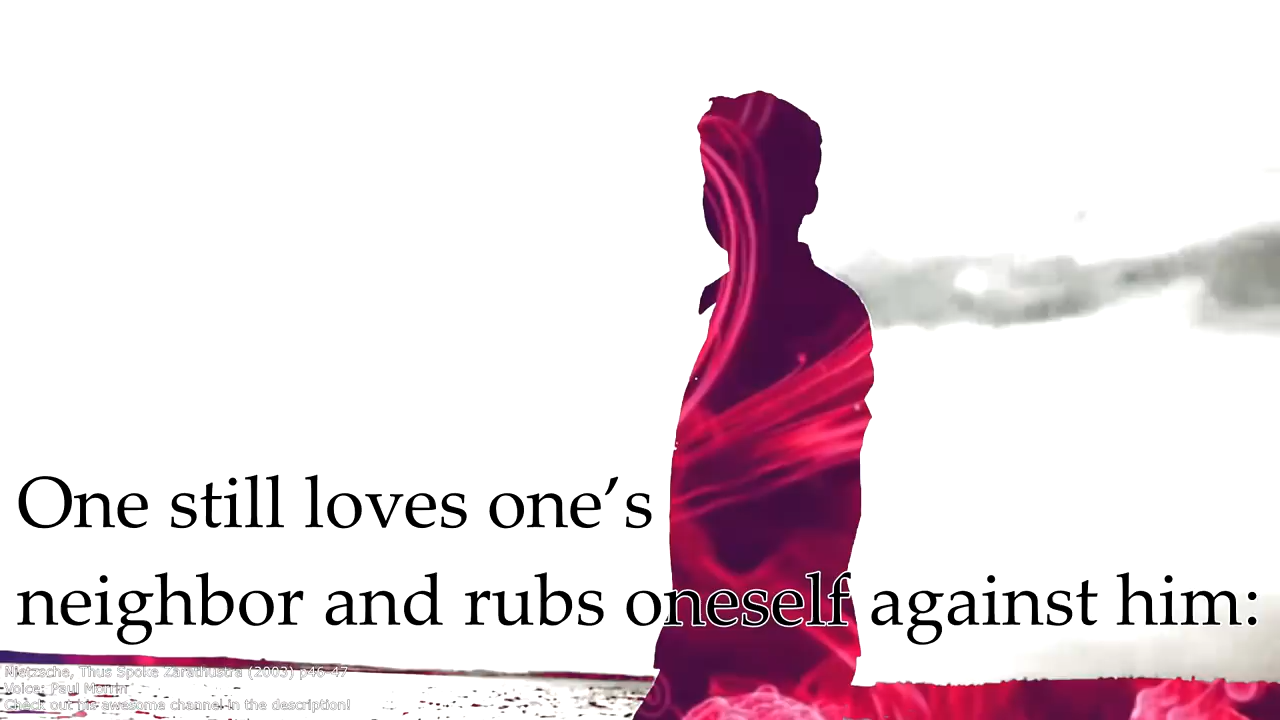 One still loves one’s
neighbor and rubs oneself against him:
Nietzsche, Thus Spoke Zarathustra (2003) p46-47
Voice: Paul Morrin
Check out his awesome channel in the description!